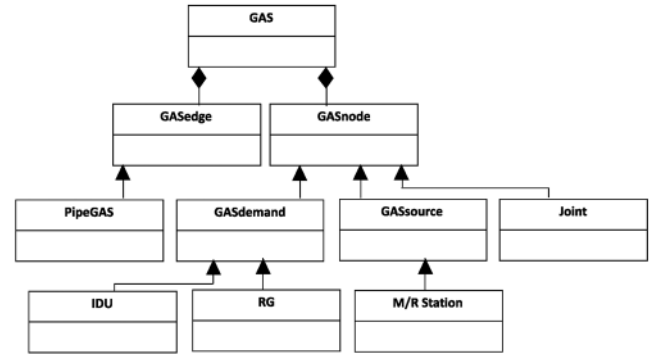 GAS
GASedge
GASnode
PipeGAS
GASdemand
GASsource
Joint
IDU
RG
M/R Station